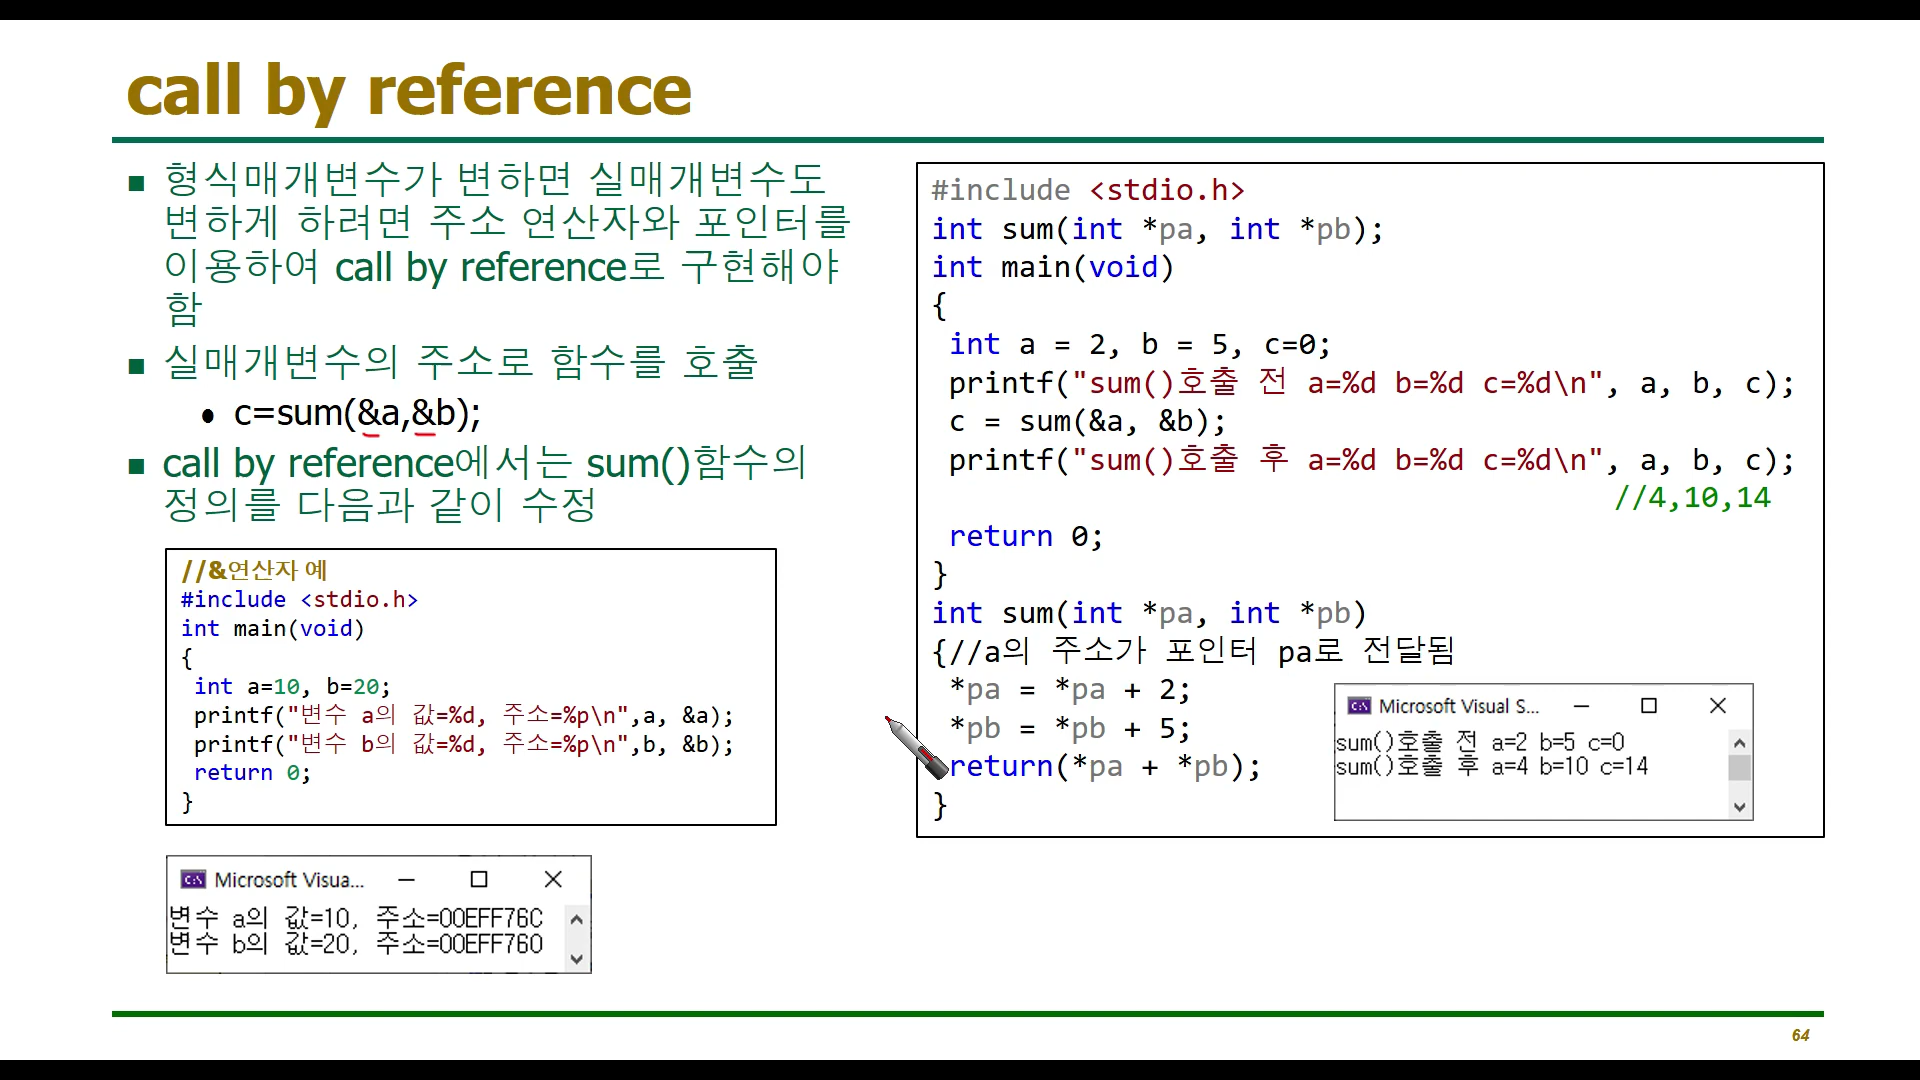 call by reference
형식매개변수가 변하면 실매개변수도
변하게 하려면 주소 연산자와 포인터를
이용하여 call by reference로 구현해야
함
실매개변수의 주소로 함수를 호출
c=sum(&a,&b);
call by reference에서는 sum()함수의
정의를 다음과 같이 수정
//&연산자 예
#include <stdio.h>
int main(void)
{
int a=10, b=20;
printf("변수 a의 값=%d, 주소=%p\n",a, &a);
printf("변수 b의 값=%d, 주소=%p\n",b, &b);
return 0;
}
Microsoft Visua...
변수 a의 값=10, 주소=00EFF76C
변수 b의 값=20, 주소=00EFF760
#include <stdio.h>
int sum(int *pa, int *pb);
int main(void)
{
int a = 2, b = 5, c=0;
printf("sum()호출 전 a=%d b=%d c=%d\n", a, b, c);
c = sum(&a, &b);
printf("sum()호출 후 a=%d b=%d c=%d\n", a, b, c);
//4,10,14
return 0;
}
int sum(int *pa, int *pb)
{//a의 주소가 포인터 pa로 전달됨
*pa = *pa + 2;
*pb = *pb + 5;
return(*pa + *pb);
}
Microsoft Visual S...
sum()호출 전 a=2 b=5 c=0
sum()호출 후 a=4 b=10 c=14
64